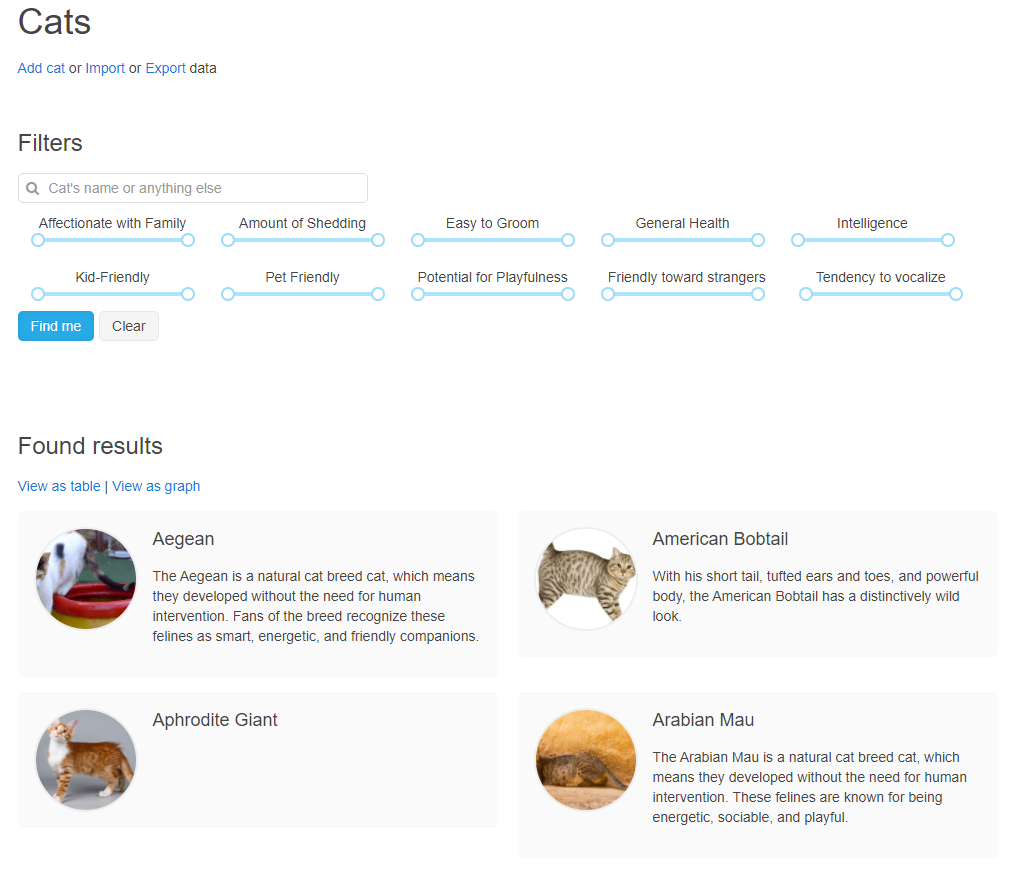 Cats
Add cat or Import or Export data
Filters
Cat's name or anything else
Affectionate with Family
Amount of Shedding
Easy to Groom
General Health
Intelligence
Kid-Friendly
Pet Friendly
Potential for Playfulness
Friendly toward strangers
Tendency to vocalize
Find me
Clear
Found results
View as table | View as graph
Aegean
The Aegean is a natural cat breed cat, which means
they developed without the need for human
intervention. Fans of the breed recognize these
felines as smart, energetic, and friendly companions.
American Bobtail
With his short tail, tufted ears and toes, and powerful
body, the American Bobtail has a distinctively wild
look.
Aphrodite Giant
Arabian Mau
The Arabian Mau is a natural cat breed cat, which
means they developed without the need for human
intervention. These felines are known for being
energetic, sociable, and playful.